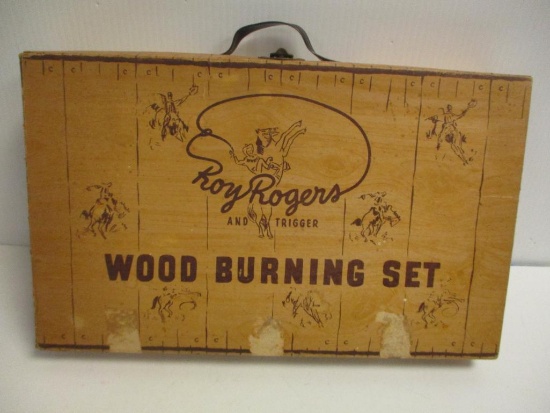 Roy Rogers
AND TRIGGER
WOOD BURNING SET